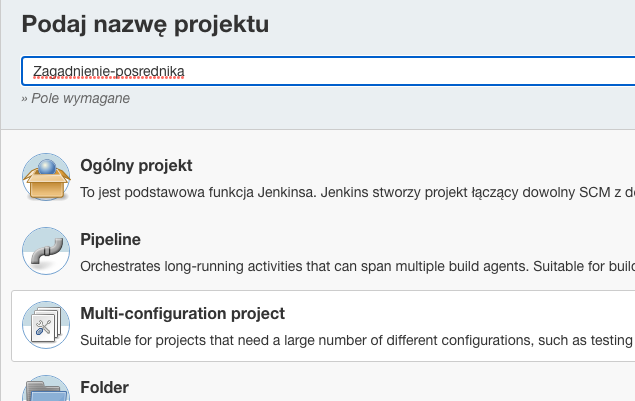 Podaj nazwę projektu
Zagadnienie-posrednika
» Pole wymagane
Ogólny projekt
To jest podstawowa funkcja Jenkinsa. Jenkins stworzy projekt łączący dowolny SCM z
Pipeline
Orchestrates long-running activities that can span multiple build agents. Suitable for
Multi-configuration project
Suitable for projects that need a large number of different configurations, such as testing
Folder